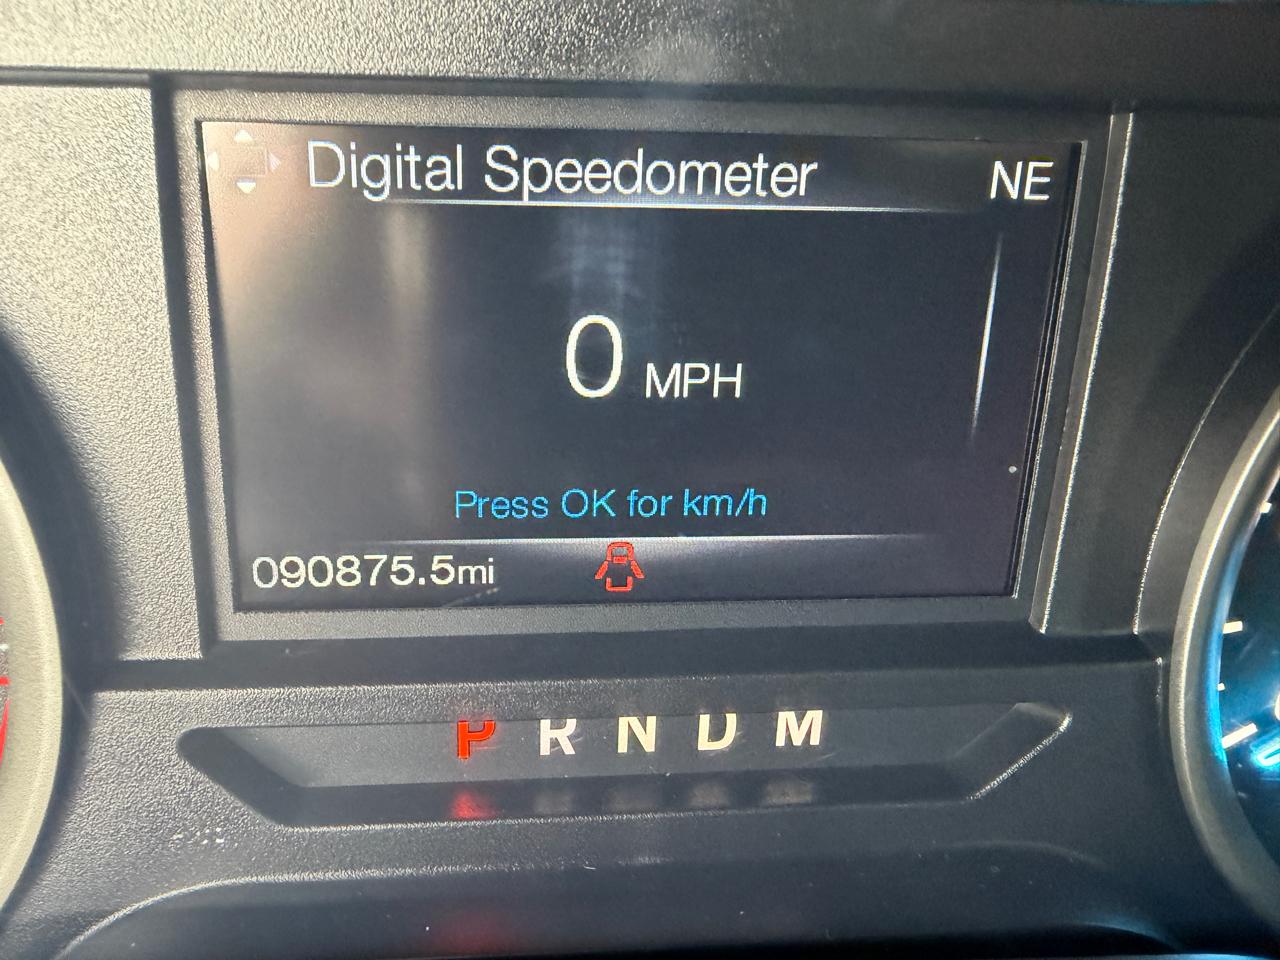 Digital Speedometer NE
0 MPH
Press OK for km/h
090875.5mi
P R N D M